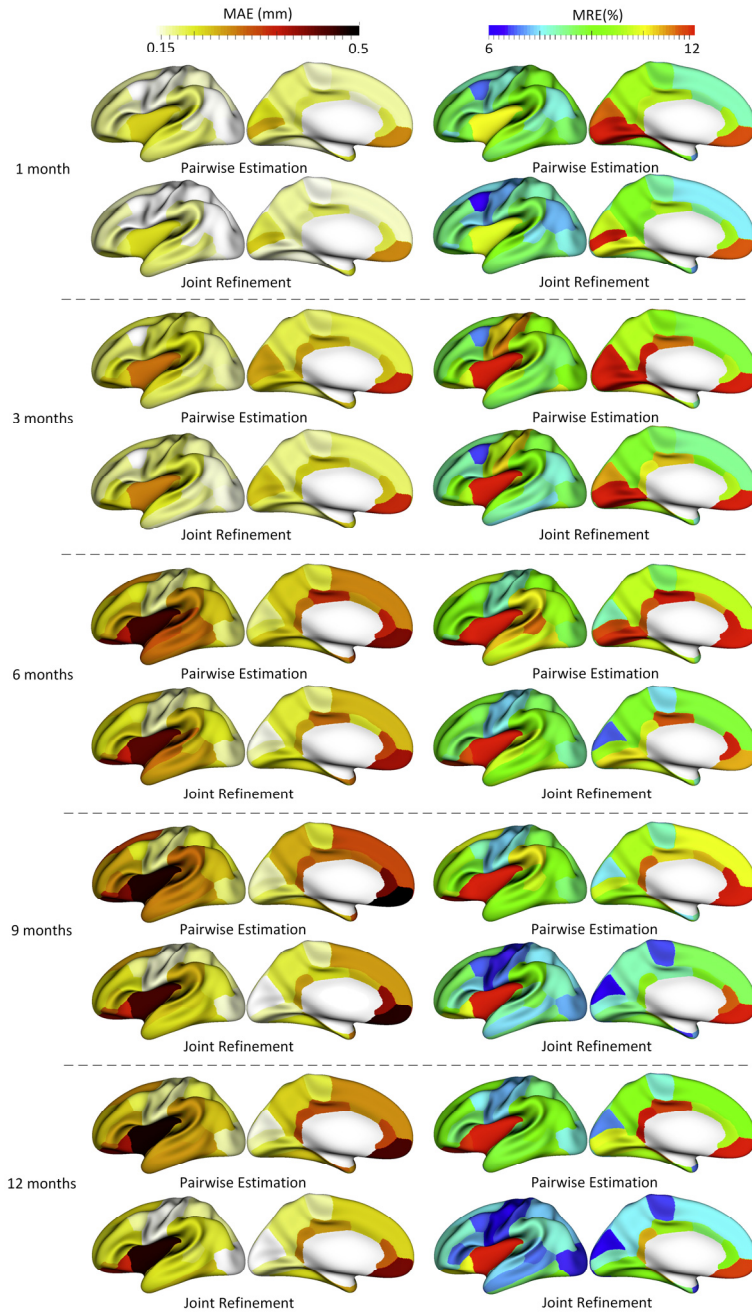 MAE (mm)
0.15
0.5
MRE(%)
6
12
1 month
Pairwise Estimation
Pairwise Estimation
Joint Refinement
Joint Refinement
3 months
Pairwise Estimation
Pairwise Estimation
Joint Refinement
Joint Refinement
6 months
Pairwise Estimation
Pairwise Estimation
Joint Refinement
Joint Refinement
9 months
Pairwise Estimation
Pairwise Estimation
Joint Refinement
Joint Refinement
12 months
Pairwise Estimation
Pairwise Estimation
Joint Refinement
Joint Refinement